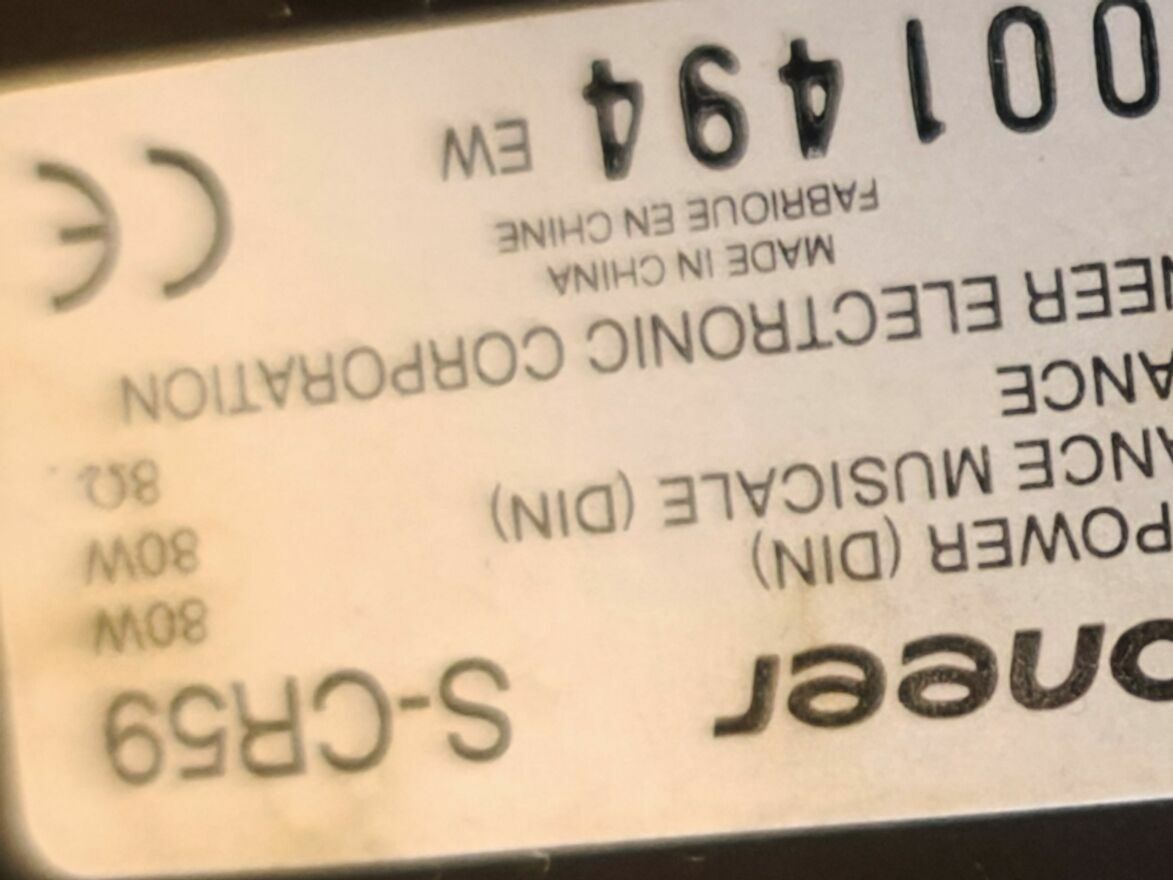 oneer S-CR59
POWER (DIN) 80W
ANCE MUSICALE (DIN) 80W
ANCE 8Ω
NEER ELECTRONIC CORPORATION
MADE IN CHINA
FABRIQUE EN CHINE
001494 EW
CE